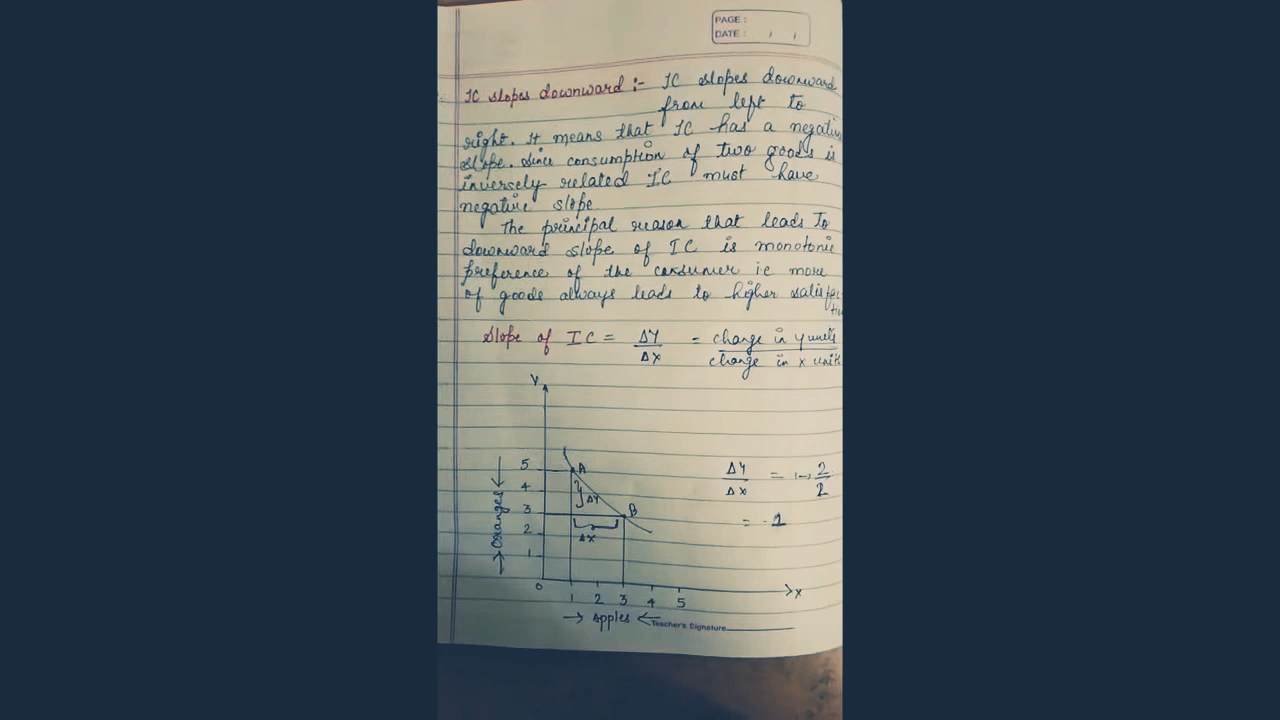 PAGE :
DATE : / /
IC slopes downward :- IC slopes downward
from left to
right. It means that IC has a negative
slope. Since consumption of two goods is
inversely related IC must have
negative slope.
The principal reason that leads to
downward slope of IC is monotonic
preference of the consumer ie more
of goods always leads to higher satisfac
tion
Slope of IC = ΔY/ΔX = change in y units/change in x units
Y
5 A
4 ΔY
3 B
2 ΔX
1
0
1 2 3 4 5 X
Oranges
→ apples ←
ΔY/ΔX = (-) 2/2
= -1
Teacher's Signature